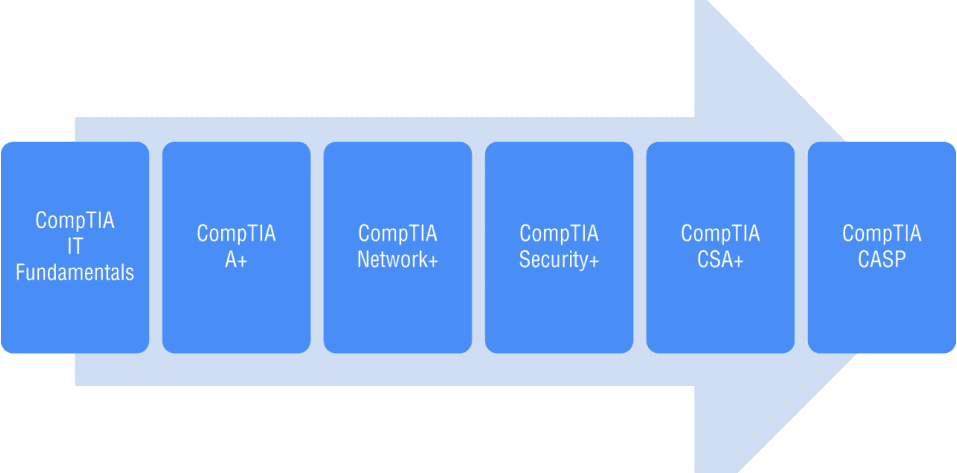 CompTIA
IT
Fundamentals
CompTIA
A+
CompTIA
Network+
CompTIA
Security+
CompTIA
CSA+
CompTIA
CASP